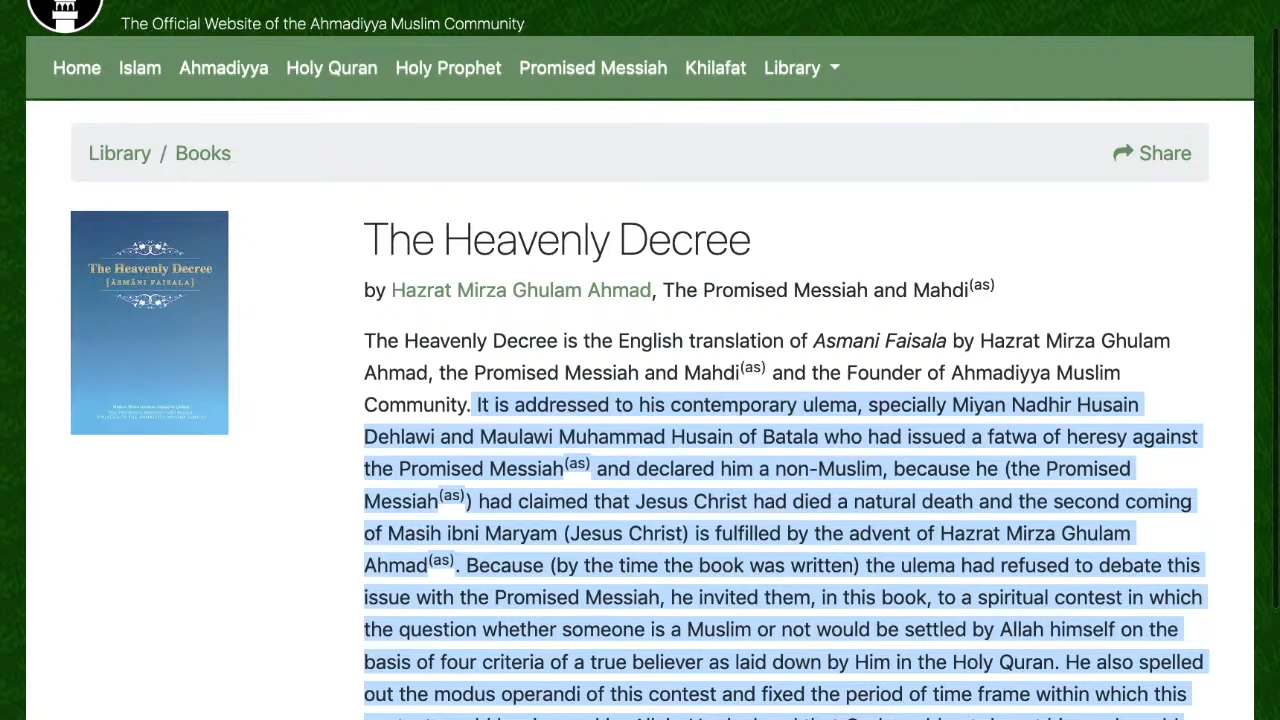 The Official Website of the Ahmadiyya Muslim Community
Home Islam Ahmadiyya Holy Quran Holy Prophet Promised Messiah Khilafat Library
Library / Books
Share
The Heavenly Decree
[ĀSMĀNI FAISALA]
The Heavenly Decree
by Hazrat Mirza Ghulam Ahmad, The Promised Messiah and Mahdi(as)
The Heavenly Decree is the English translation of Asmani Faisala by Hazrat Mirza Ghulam
Ahmad, the Promised Messiah and Mahdi(as) and the Founder of Ahmadiyya Muslim
Community. It is addressed to his contemporary ulema specially Miyan Nadhir Husain
Dehlawi and Maulawi Muhammad Husain of Batala who had issued a fatwa of heresy against
the Promised Messiah(as) and declared him a non-Muslim, because he (the Promised
Messiah(as)) had claimed that Jesus Christ had died a natural death and the second coming
of Masih ibni Maryam (Jesus Christ) is fulfilled by the advent of Hazrat Mirza Ghulam
Ahmad(as). Because (by the time the book was written) the ulema had refused to debate this
issue with the Promised Messiah, he invited them, in this book, to a spiritual contest in which
the question whether someone is a Muslim or not would be settled by Allah himself on the
basis of four criteria of a true believer as laid down by Him in the Holy Quran. He also spelled
out the modus operandi of this contest and fixed the period of time frame within which this